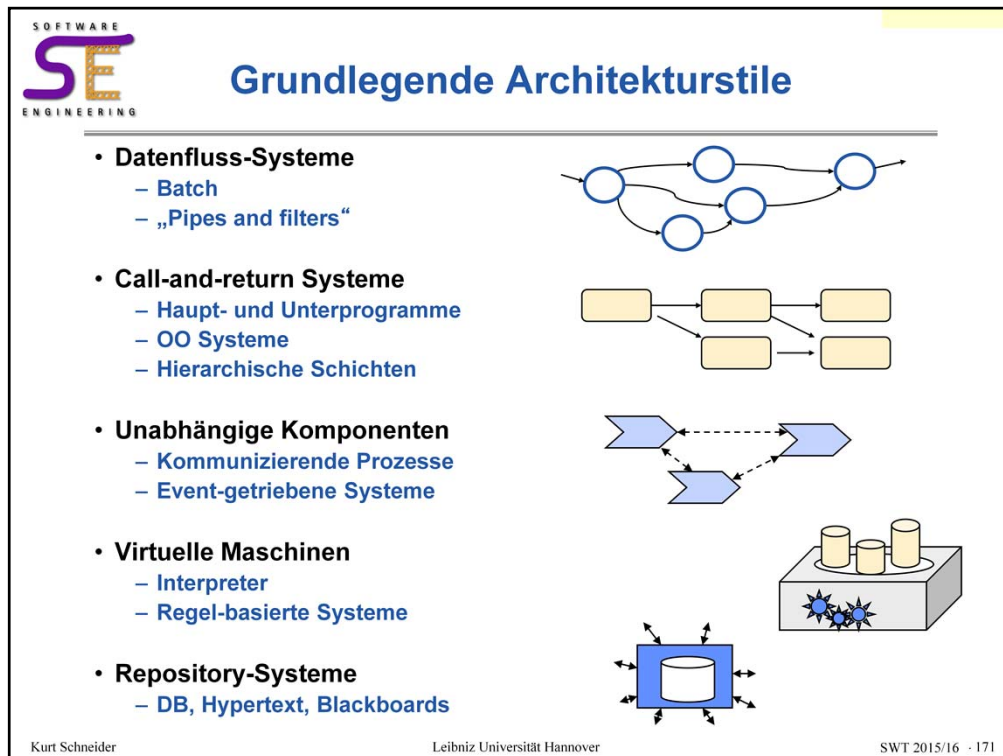 SOFTWARE
SE
ENGINEERING
Grundlegende Architekturstile
• Datenfluss-Systeme
– Batch
– „Pipes and filters“
• Call-and-return Systeme
– Haupt- und Unterprogramme
– OO Systeme
– Hierarchische Schichten
• Unabhängige Komponenten
– Kommunizierende Prozesse
– Event-getriebene Systeme
• Virtuelle Maschinen
– Interpreter
– Regel-basierte Systeme
• Repository-Systeme
– DB, Hypertext, Blackboards
Kurt Schneider Leibniz Universität Hannover SWT 2015/16 · 171